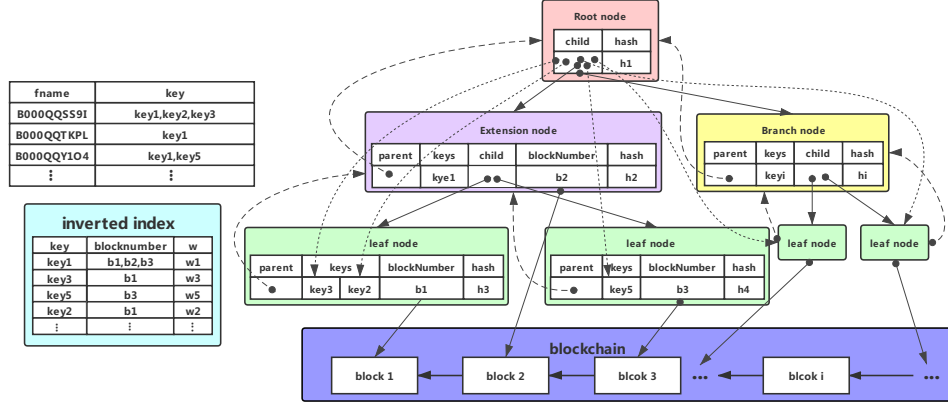 Root node
child hash
h1
fname key
B000QQSS9I key1,key2,key3
B000QQTKPL key1
B000QQY1O4 key1,key5
⋮ ⋮
Extension node
parent keys child blockNumber hash
kye1 b2 h2
Branch node
parent keys child hash
keyi hi
inverted index
key blocknumber w
key1 b1,b2,b3 w1
key3 b1 w3
key5 b3 w5
key2 b1 w2
⋮ ⋮ ⋮
leaf node
parent keys blockNumber hash
key3 key2 b1 h3
leaf node
parent keys blockNumber hash
key5 b3 h4
leaf node
leaf node
blockchain
block 1 block 2 blcok 3 ... blcok i ...